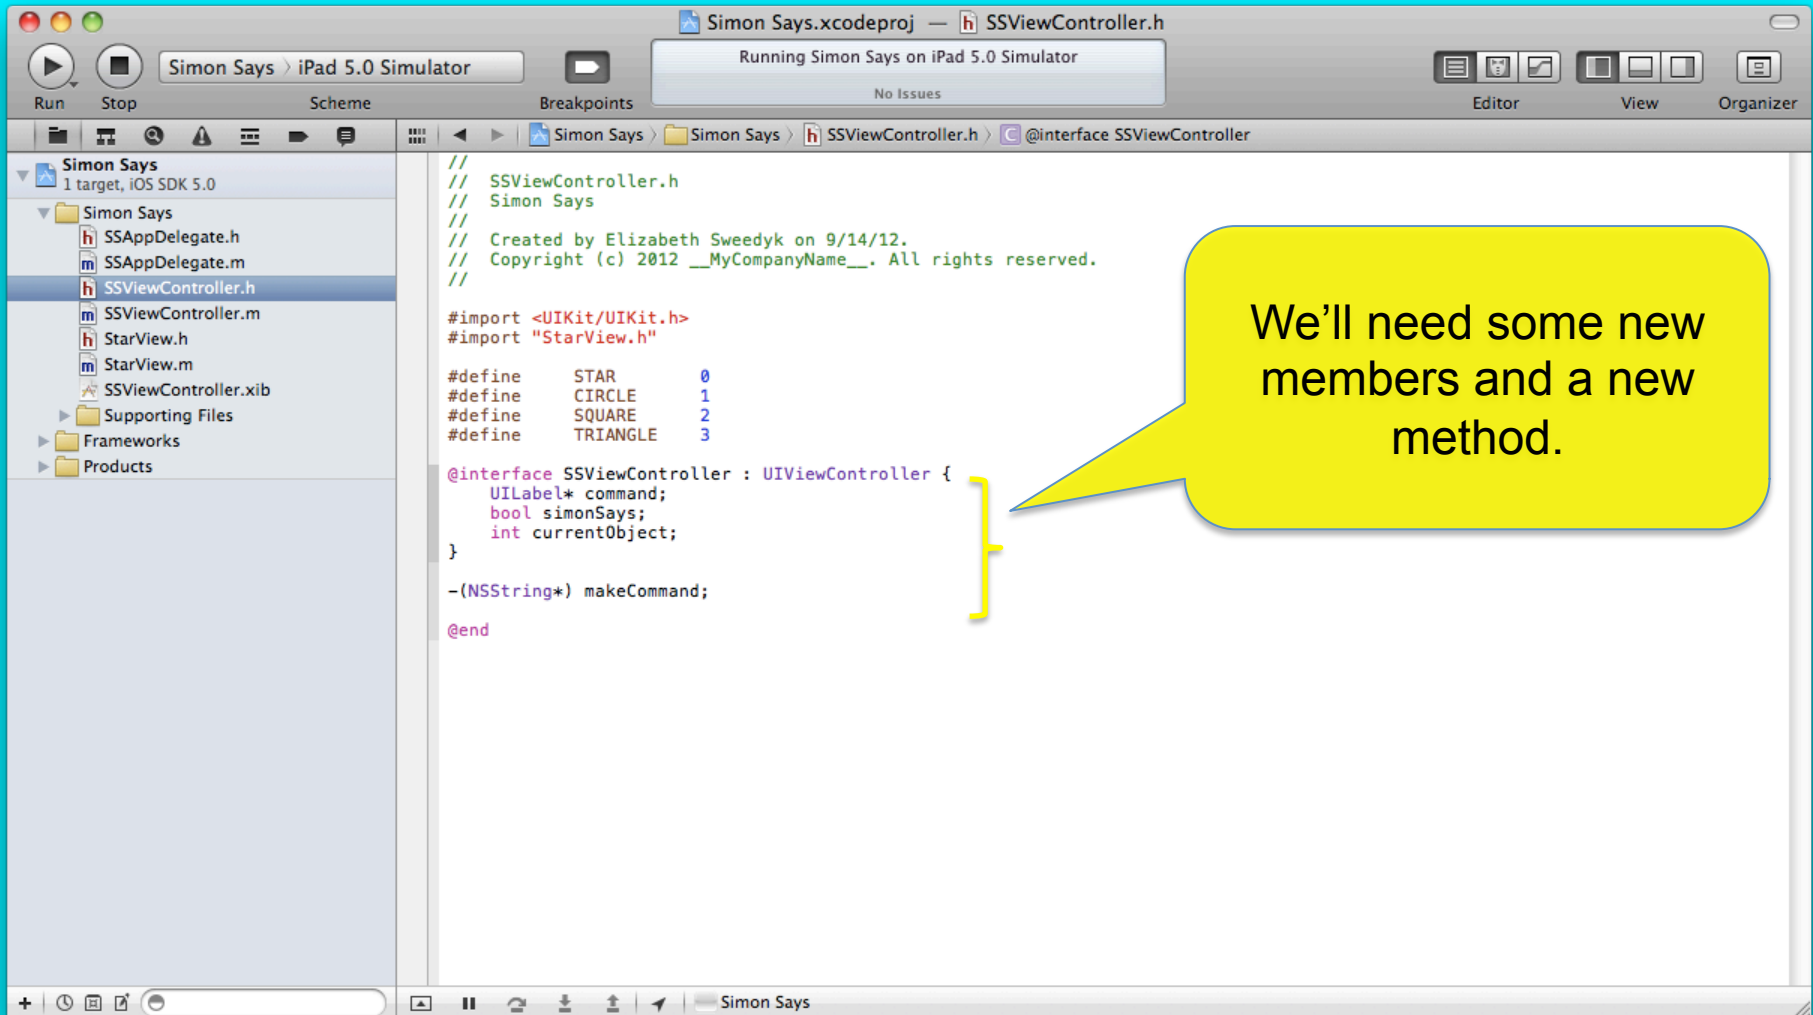 Simon Says.xcodeproj — h SSViewController.h
Simon Says › iPad 5.0 Simulator
Running Simon Says on iPad 5.0 Simulator
No Issues
Run Stop Scheme Breakpoints Editor View Organizer
Simon Says › Simon Says › h SSViewController.h › C @interface SSViewController
Simon Says
1 target, iOS SDK 5.0
Simon Says
h SSAppDelegate.h
m SSAppDelegate.m
h SSViewController.h
m SSViewController.m
h StarView.h
m StarView.m
SSViewController.xib
Supporting Files
Frameworks
Products
//
//  SSViewController.h
//  Simon Says
//
//  Created by Elizabeth Sweedyk on 9/14/12.
//  Copyright (c) 2012 __MyCompanyName__. All rights reserved.
//
#import <UIKit/UIKit.h>
#import "StarView.h"
#define     STAR        0
#define     CIRCLE      1
#define     SQUARE      2
#define     TRIANGLE    3
@interface SSViewController : UIViewController {
    UILabel* command;
    bool simonSays;
    int currentObject;
}
-(NSString*) makeCommand;
@end
We’ll need some new
members and a new
method.
Simon Says